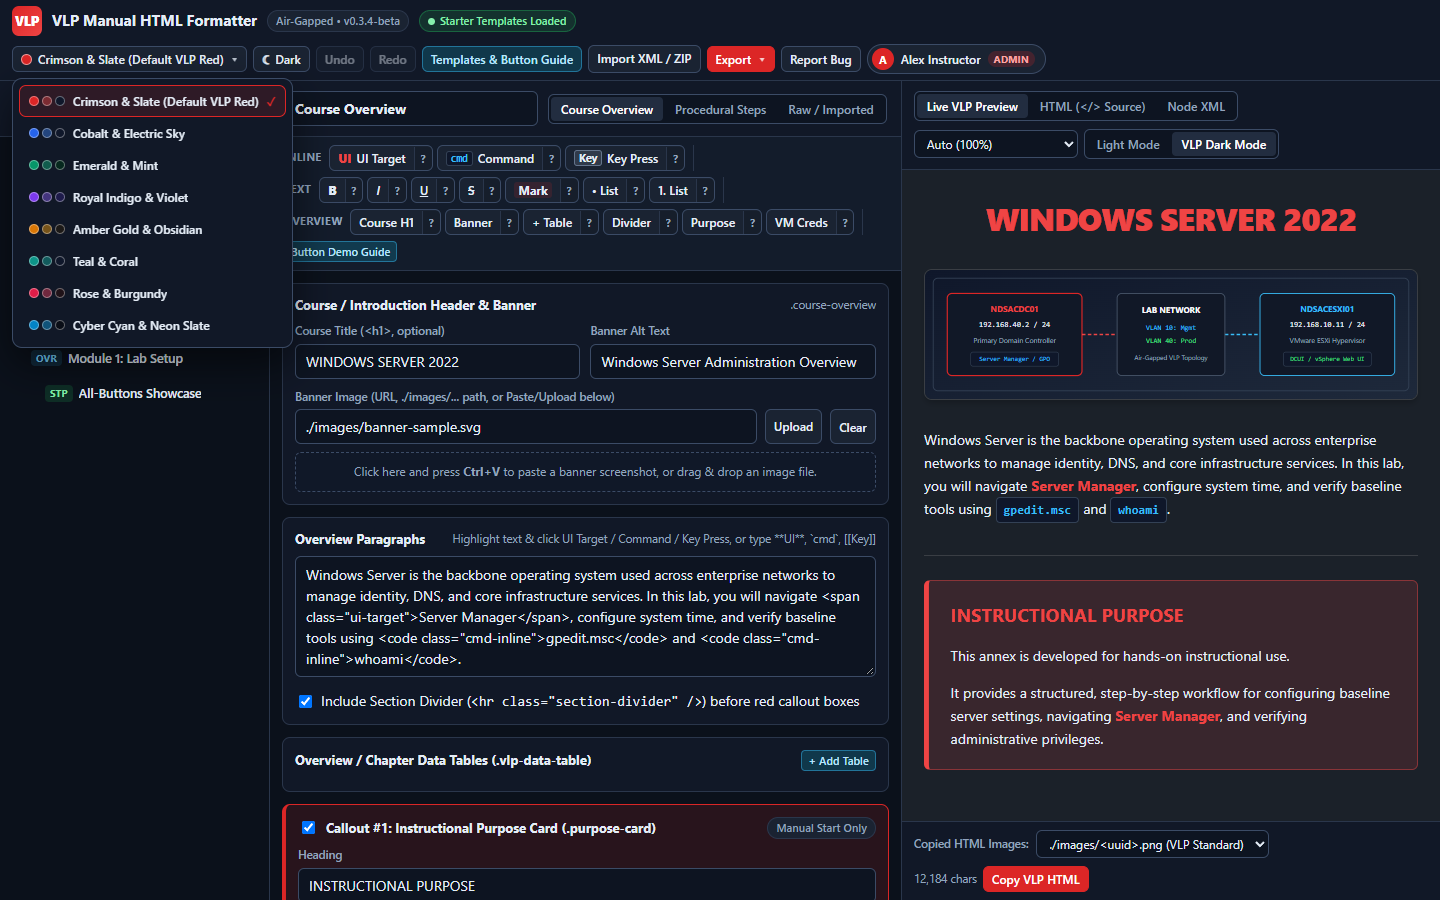 VLP VLP Manual HTML Formatter Air-Gapped • v0.3.4-beta Starter Templates Loaded
Crimson & Slate (Default VLP Red) ▾ Dark Undo Redo Templates & Button Guide Import XML / ZIP Export ▾ Report Bug A Alex Instructor ADMIN
Crimson & Slate (Default VLP Red) ✓
Cobalt & Electric Sky
Emerald & Mint
Royal Indigo & Violet
Amber Gold & Obsidian
Teal & Coral
Rose & Burgundy
Cyber Cyan & Neon Slate
OVR Module 1: Lab Setup
STP All-Buttons Showcase
Course Overview Course Overview Procedural Steps Raw / Imported
NLINE UI UI Target ? cmd Command ? Key Key Press ?
EXT B ? I ? U ? S ? Mark ? • List ? 1. List ?
VERVIEW Course H1 ? Banner ? + Table ? Divider ? Purpose ? VM Creds ?
Button Demo Guide
Course / Introduction Header & Banner .course-overview
Course Title (<h1>, optional) Banner Alt Text
WINDOWS SERVER 2022 Windows Server Administration Overview
Banner Image (URL, ./images/... path, or Paste/Upload below)
./images/banner-sample.svg Upload Clear
Click here and press Ctrl+V to paste a banner screenshot, or drag & drop an image file.
Overview Paragraphs Highlight text & click UI Target / Command / Key Press, or type **UI**, `cmd`, [[Key]]
Windows Server is the backbone operating system used across enterprise networks to
manage identity, DNS, and core infrastructure services. In this lab, you will navigate <span
class="ui-target">Server Manager</span>, configure system time, and verify baseline
tools using <code class="cmd-inline">gpedit.msc</code> and <code class="cmd-
inline">whoami</code>.
Include Section Divider (<hr class="section-divider" />) before red callout boxes
Overview / Chapter Data Tables (.vlp-data-table) + Add Table
Callout #1: Instructional Purpose Card (.purpose-card) Manual Start Only
Heading
INSTRUCTIONAL PURPOSE
Live VLP Preview HTML (</> Source) Node XML
Auto (100%) Light Mode VLP Dark Mode
WINDOWS SERVER 2022
NDSACDC01 LAB NETWORK NDSACESXI01
192.168.40.2 / 24 VLAN 10: Mgmt 192.168.10.11 / 24
Primary Domain Controller VLAN 40: Prod VMware ESXi Hypervisor
Server Manager / GPO Air-Gapped VLP Topology DCUI / vSphere Web UI
Windows Server is the backbone operating system used across enterprise
networks to manage identity, DNS, and core infrastructure services. In this lab,
you will navigate Server Manager, configure system time, and verify baseline
tools using gpedit.msc and whoami.
INSTRUCTIONAL PURPOSE
This annex is developed for hands-on instructional use.
It provides a structured, step-by-step workflow for configuring baseline
server settings, navigating Server Manager, and verifying
administrative privileges.
Copied HTML Images: ./images/<uuid>.png (VLP Standard)
12,184 chars Copy VLP HTML